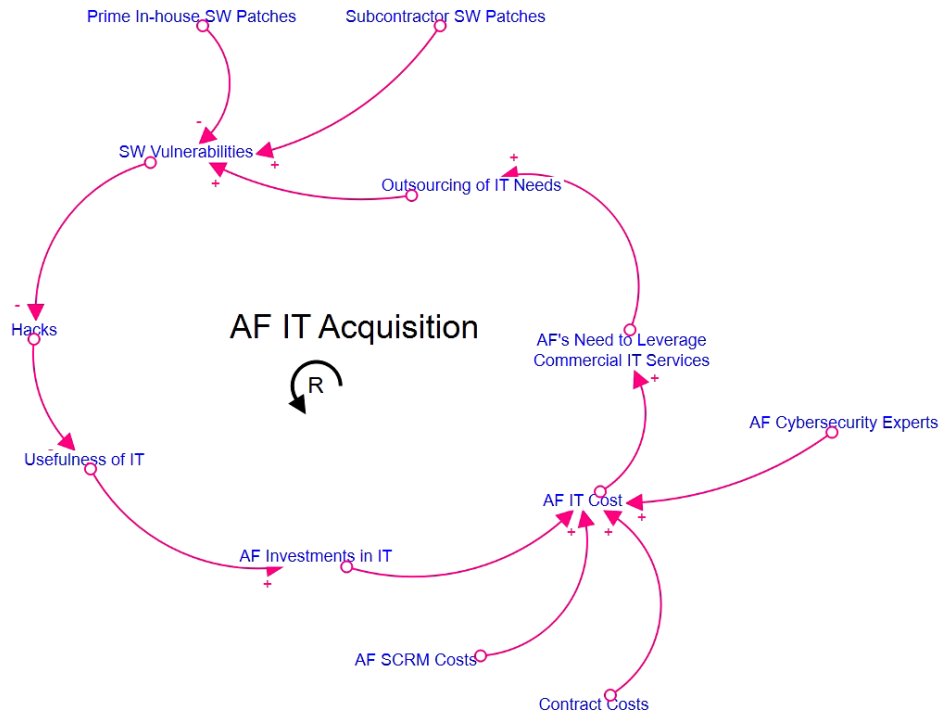 Prime In-house SW Patches
Subcontractor SW Patches
-
SW Vulnerabilities
+
+
+
Outsourcing of IT Needs
-
Hacks
AF IT Acquisition
R
AF's Need to Leverage
Commercial IT Services
+
AF Cybersecurity Experts
-
Usefulness of IT
AF IT Cost
+
+
+
AF Investments in IT
+
AF SCRM Costs
Contract Costs